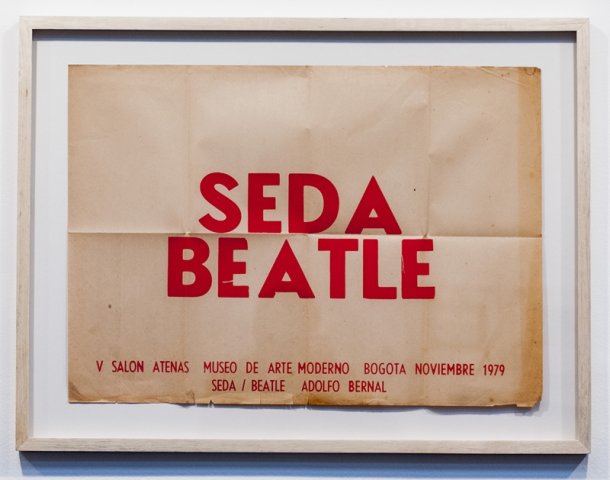 SEDA
BEATLE
V SALON ATENAS MUSEO DE ARTE MODERNO BOGOTA NOVIEMBRE 1979
SEDA / BEATLE ADOLFO BERNAL